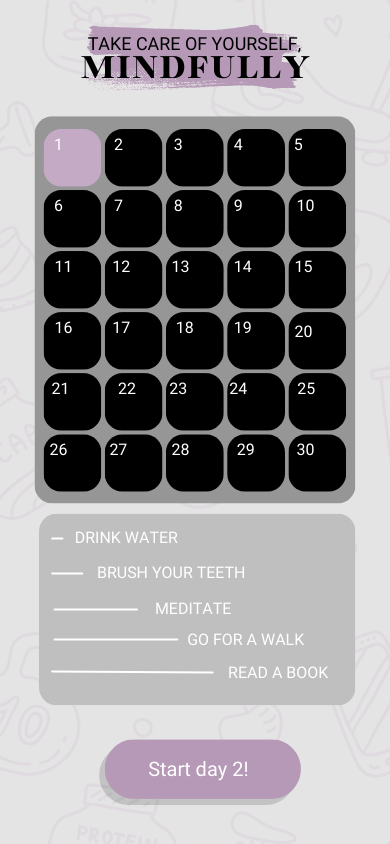 TAKE CARE OF YOURSELF,
MINDFULLY
1 2 3 4 5
6 7 8 9 10
11 12 13 14 15
16 17 18 19 20
21 22 23 24 25
26 27 28 29 30
DRINK WATER
BRUSH YOUR TEETH
MEDITATE
GO FOR A WALK
READ A BOOK
10
Start day 2!
PROTEIN